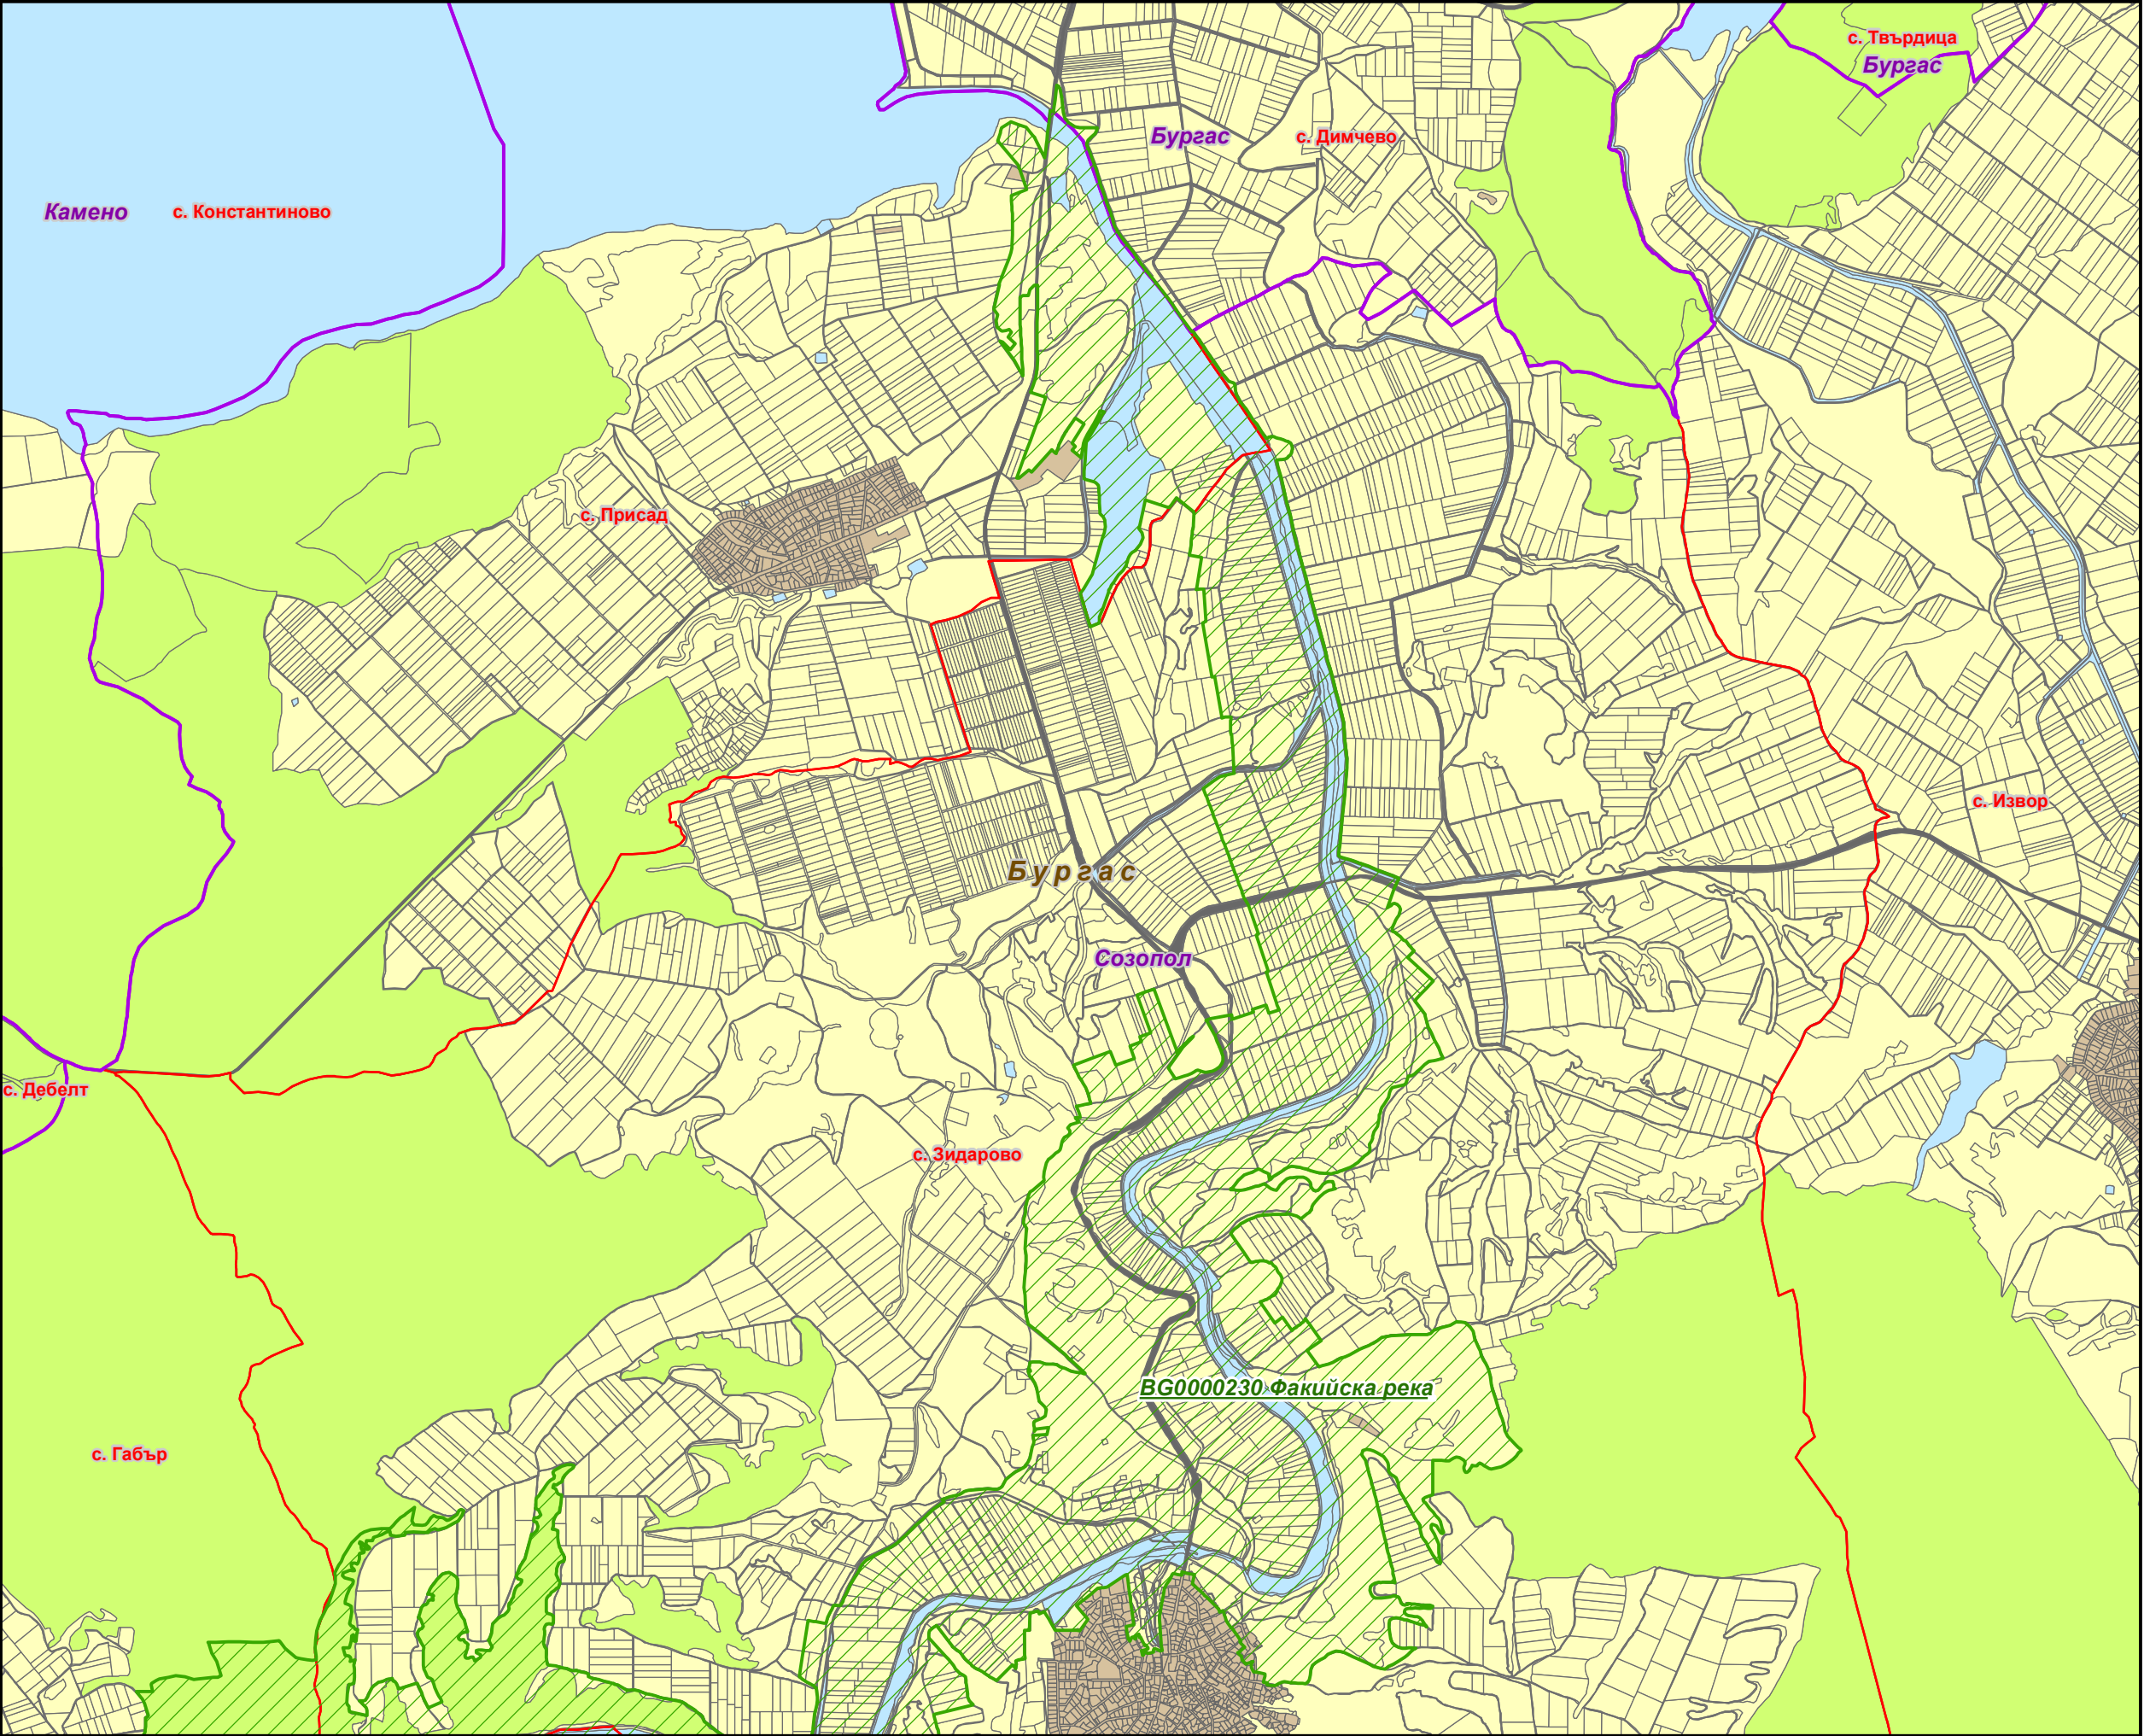 с. Твърдица
Бургас
Бургас
с. Димчево
Камено
с. Константиново
с. Присад
с. Извор
Бургас
Созопол
с. Дебелт
с. Зидарово
BG0000230 Факийска река
с. Габър